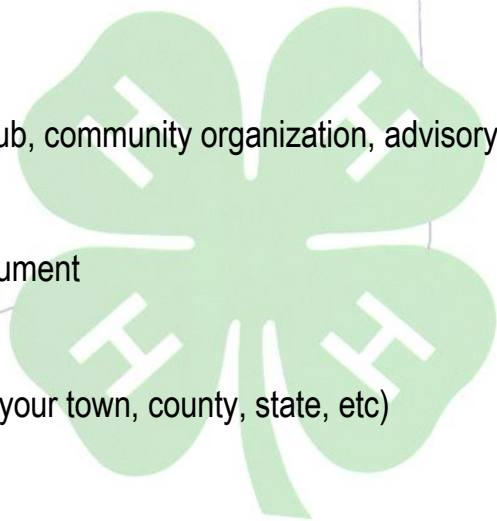 H H
ub, community organization, advisory
ument
H H
your town, county, state, etc)